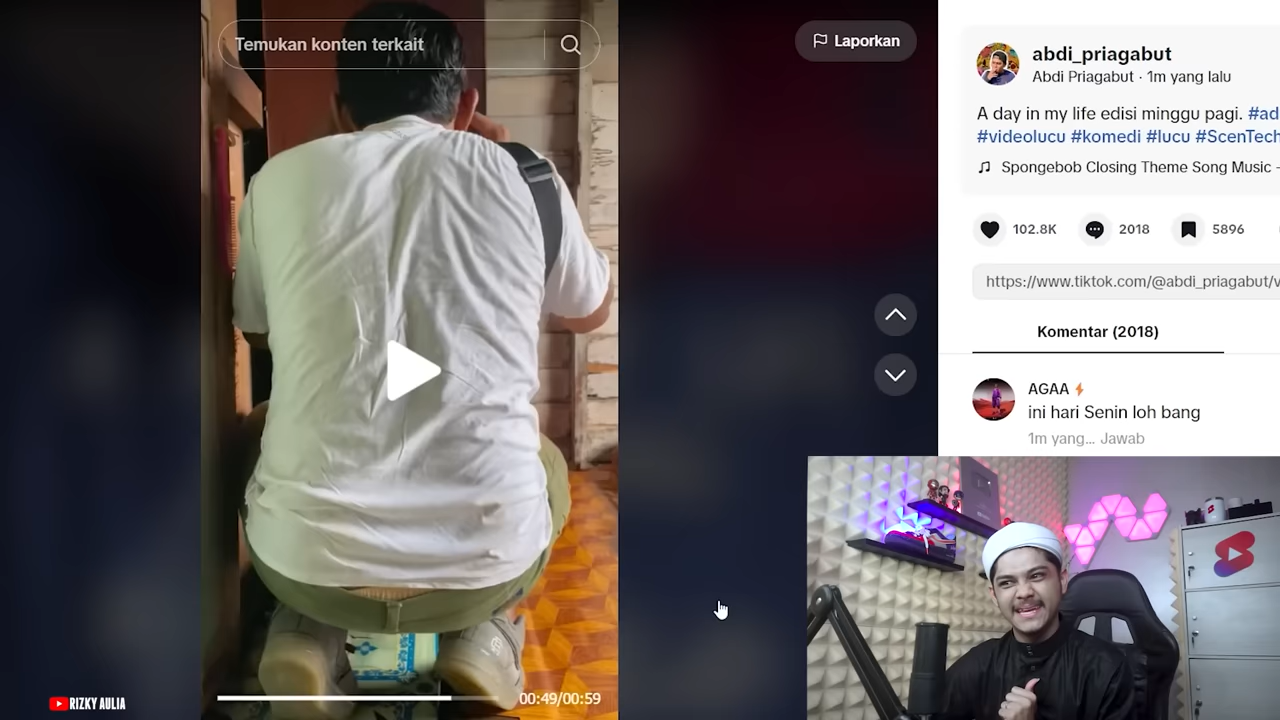 Temukan konten terkait
Laporkan
abdi_priagabut
Abdi Priagabut · 1m yang lalu
A day in my life edisi minggu pagi. #ad
#videolucu #komedi #lucu #ScenTech
Spongebob Closing Theme Song Music -
102.8K
2018
5896
https://www.tiktok.com/@abdi_priagabut/v
Komentar (2018)
AGAA
ini hari Senin loh bang
1m yang... Jawab
00:49/00:59
RIZKY AULIA